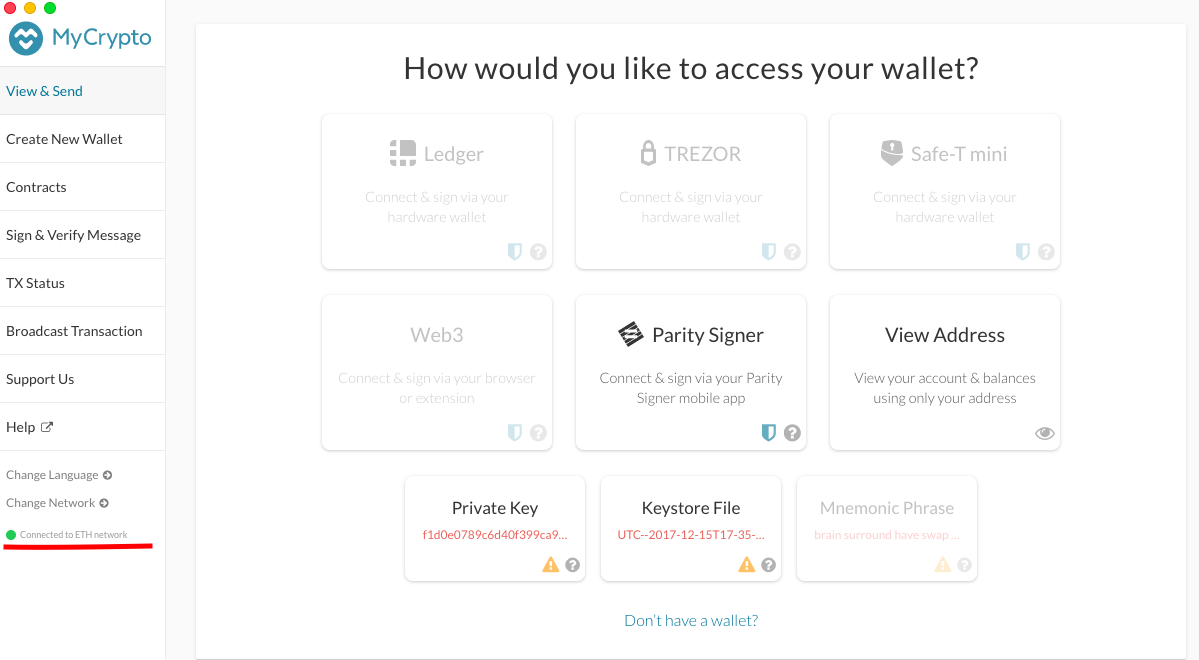 MyCrypto
View & Send
Create New Wallet
Contracts
Sign & Verify Message
TX Status
Broadcast Transaction
Support Us
Help
Change Language
Change Network
Connected to ETH network
How would you like to access your wallet?
Ledger
Connect & sign via your
hardware wallet
TREZOR
Connect & sign via your
hardware wallet
Safe-T mini
Connect & sign via your
hardware wallet
Web3
Connect & sign via your browser
or extension
Parity Signer
Connect & sign via your Parity
Signer mobile app
View Address
View your account & balances
using only your address
Private Key
f1d0e0789c6d40f399ca9...
Keystore File
UTC--2017-12-15T17-35-...
Mnemonic Phrase
brain surround have swap ...
Don't have a wallet?